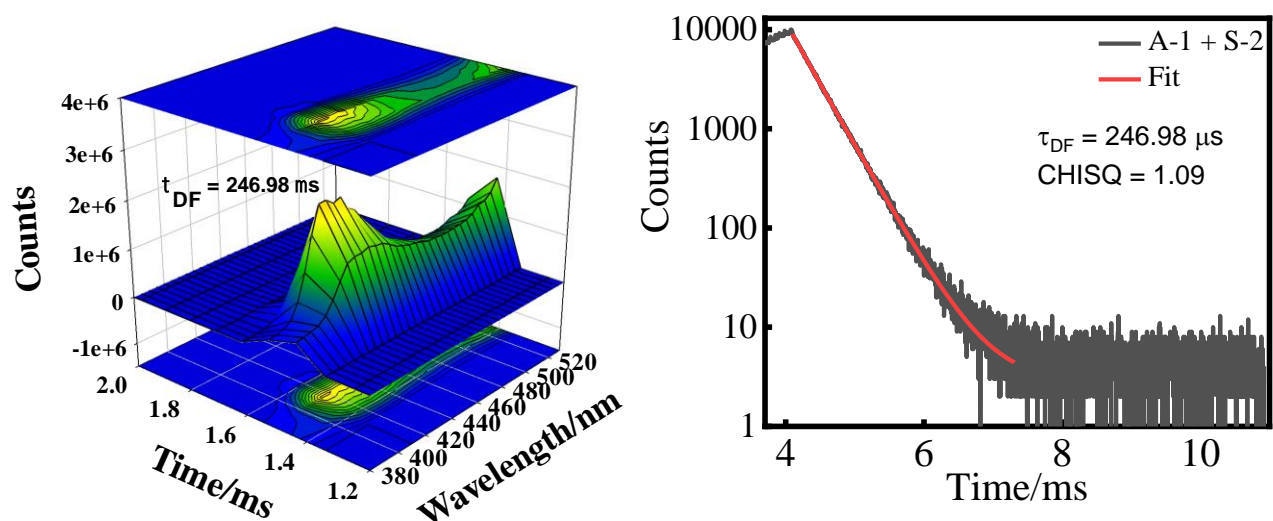 4e+6
3e+6
2e+6
1e+6
0
-1e+6
Counts
t DF = 246.98 ms
2.0
1.8
1.6
1.4
1.2
Time/ms
380
400
420
440
460
480
500
520
Wavelength/nm
10000
1000
100
10
1
Counts
A-1 + S-2
Fit
τDF = 246.98 μs
CHISQ = 1.09
4
6
8
10
Time/ms